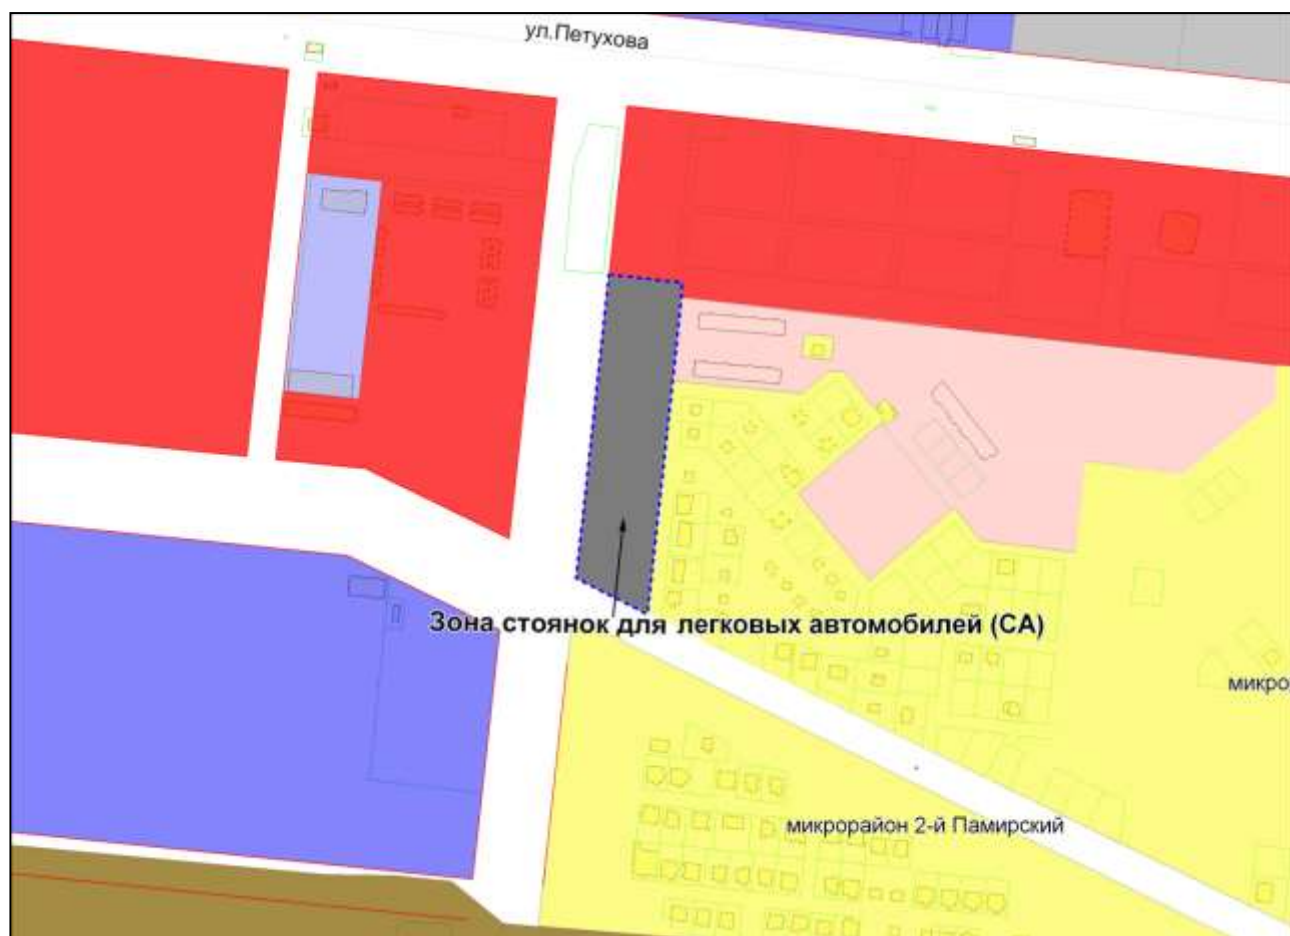 ул.Петухова
Зона стоянок для легковых автомобилей (СА)
микро
микрорайон 2-й Памирский